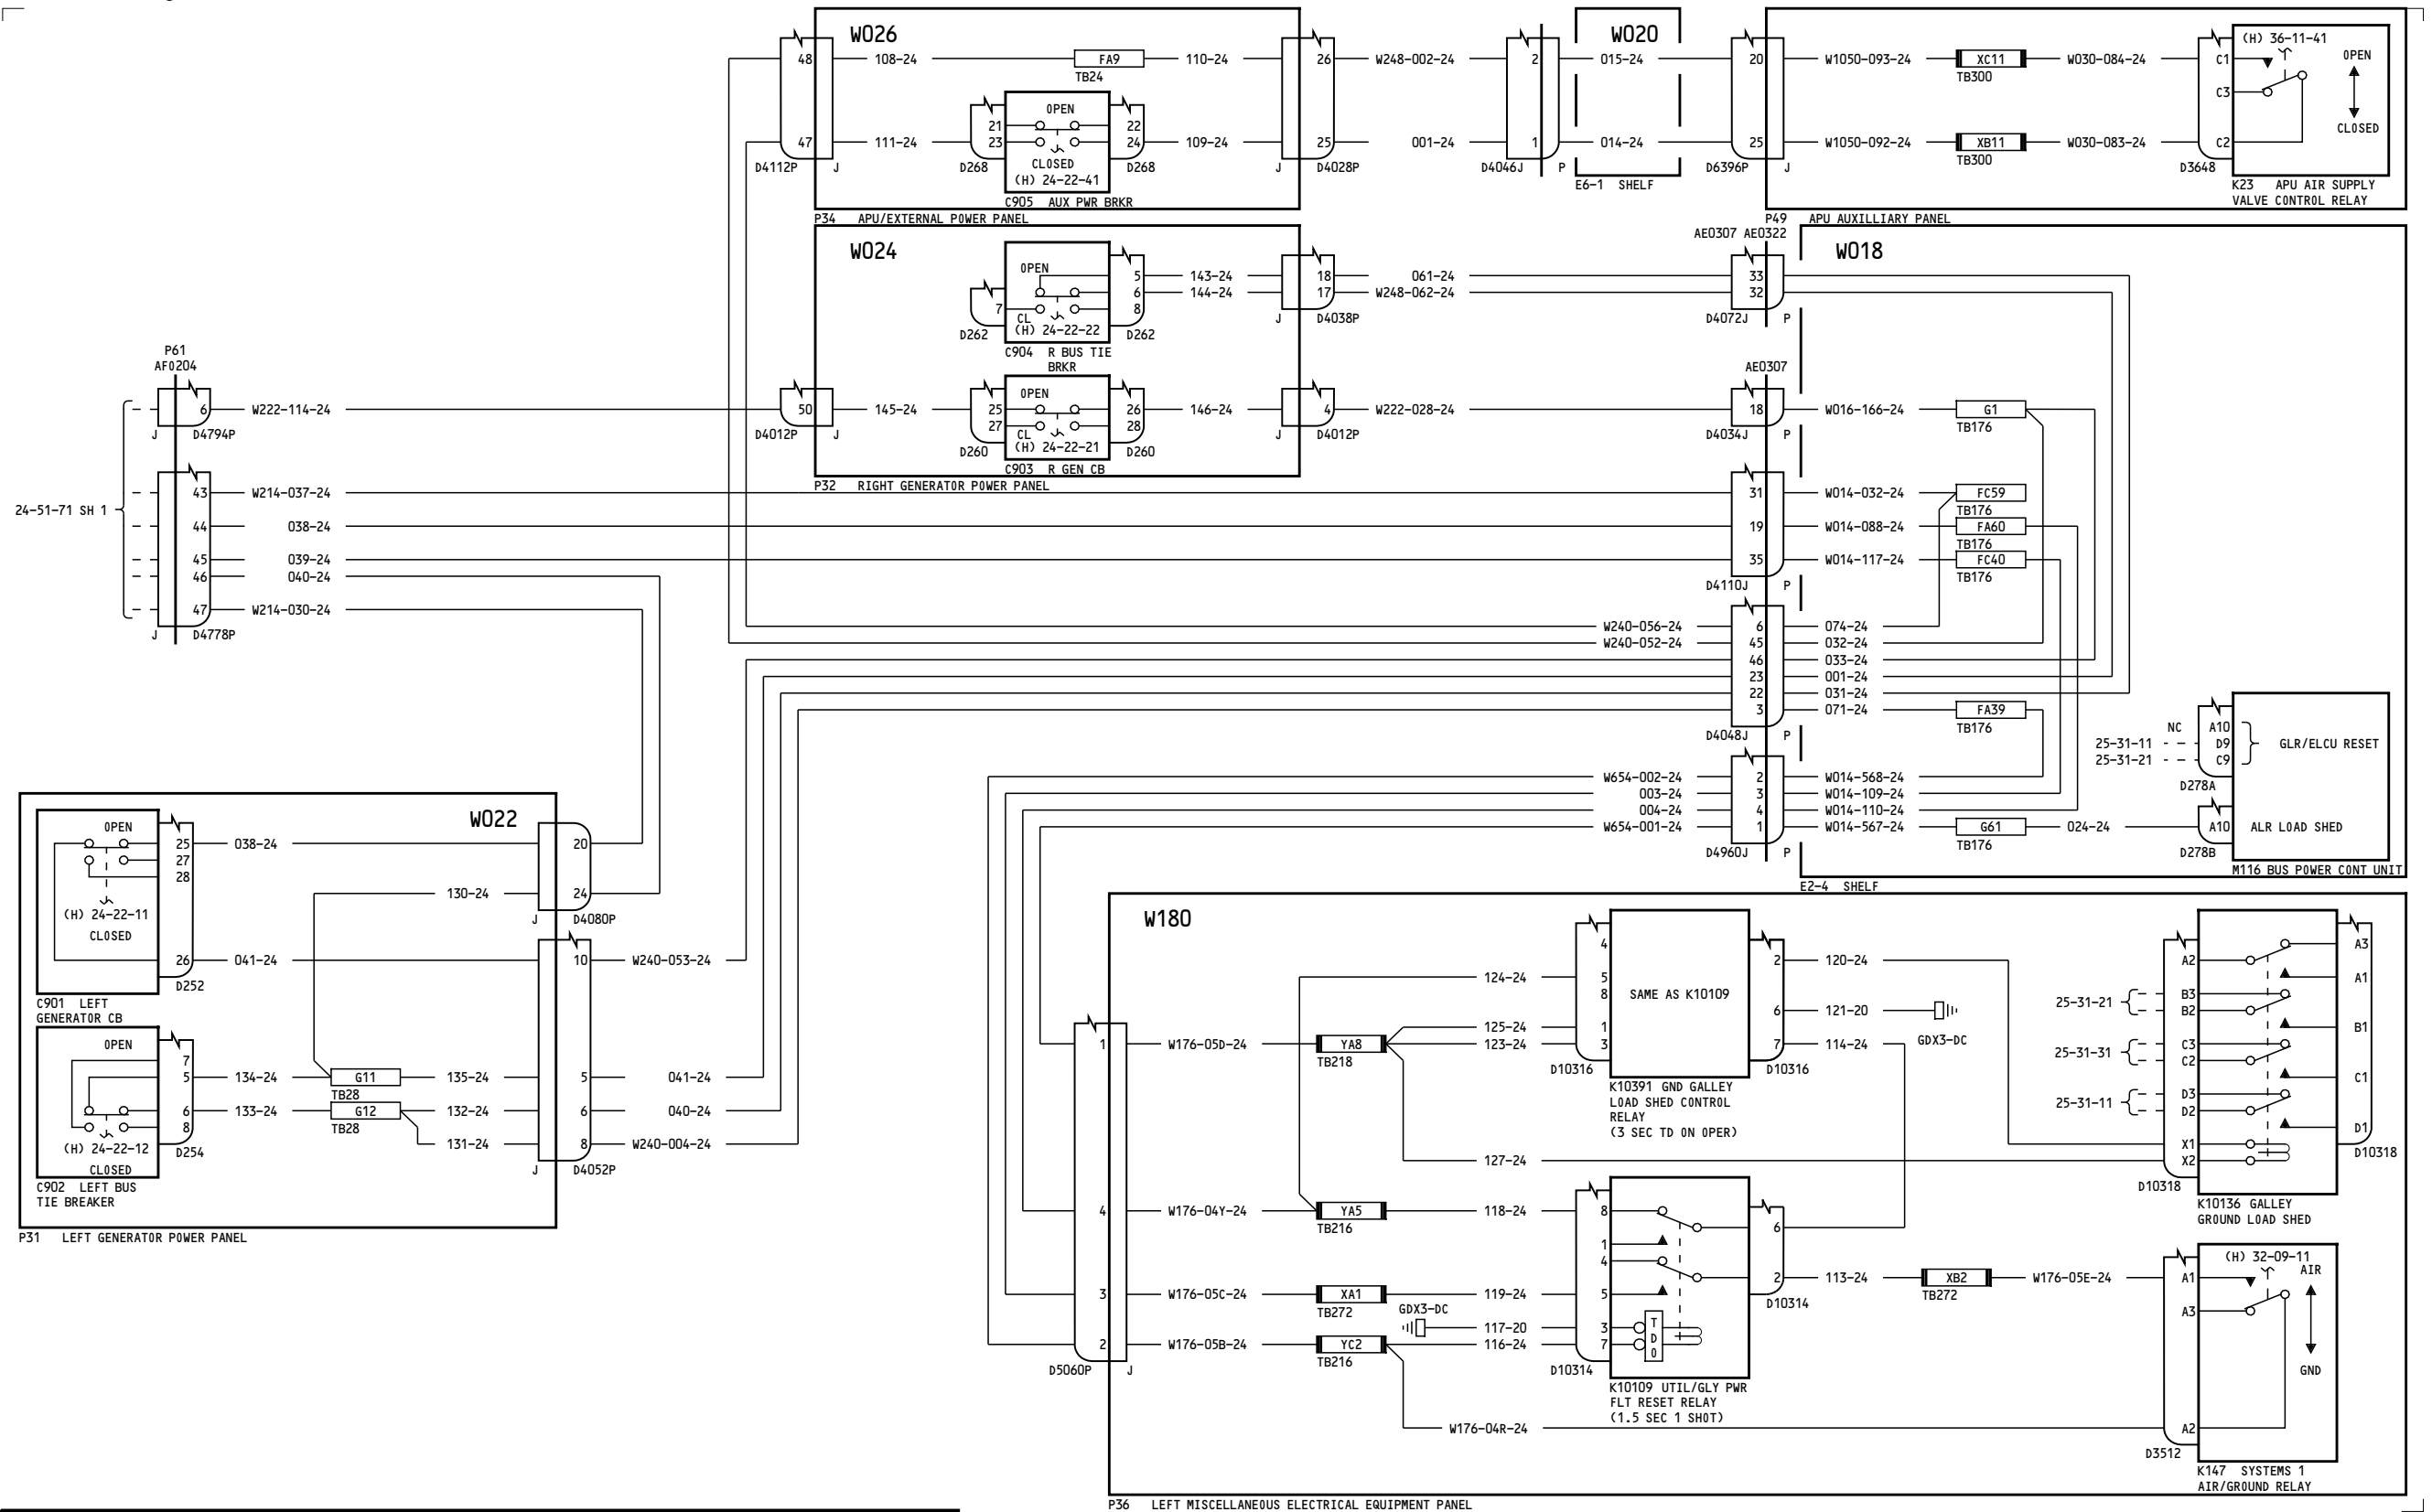 W026
48 108-24 FA9 110-24 26 W248-002-24 2
TB24
OPEN
21 22
47 111-24 23 24 109-24 25 001-24 1
CLOSED
D4112P J D268 D268 J D4028P D4046J P
(H) 24-22-41
C905 AUX PWR BRKR
P34 APU/EXTERNAL POWER PANEL
W020
015-24 20 W1050-093-24 XC11 W030-084-24 C1
TB300
014-24 25 W1050-092-24 XB11 W030-083-24 C2
TB300
E6-1 SHELF
D6396P J D3648
(H) 36-11-41
OPEN
C3
CLOSED
K23 APU AIR SUPPLY
VALVE CONTROL RELAY
P49 APU AUXILLIARY PANEL
W024
OPEN
5 143-24 18 061-24 33
6 144-24 17 W248-062-24 32
7 8
CL
(H) 24-22-22
D262 D262 J D4038P D4072J P
C904 R BUS TIE
BRKR
AE0307 AE0322
W018
P61
AF0204
6 W222-114-24 50 145-24
J D4794P D4012P J
OPEN
25 26 146-24 4 W222-028-24 18 W016-166-24 G1
27 28
CL
(H) 24-22-21
D260 D260 J D4012P D4034J P TB176
AE0307
C903 R GEN CB
P32 RIGHT GENERATOR POWER PANEL
24-51-71 SH 1
43 W214-037-24 31 W014-032-24 FC59
TB176
44 038-24 19 W014-088-24 FA60
TB176
45 039-24 35 W014-117-24 FC40
TB176
46 040-24
47 W214-030-24
J D4778P D4110J P
W240-056-24 6 074-24
W240-052-24 45 032-24
46 033-24
23 001-24
22 031-24
3 071-24 FA39
TB176
D4048J P
W654-002-24 2 W014-568-24
003-24 3 W014-109-24
004-24 4 W014-110-24
W654-001-24 1 W014-567-24 G61 024-24 A10 ALR LOAD SHED
TB176
D4960J P D278B
NC A10
25-31-11 D9 GLR/ELCU RESET
25-31-21 C9
D278A
M116 BUS POWER CONT UNIT
E2-4 SHELF
W022
OPEN
25 038-24 20
27
28
130-24 24
(H) 24-22-11
CLOSED
J D4080P
26 041-24 10 W240-053-24
D252
C901 LEFT
GENERATOR CB
OPEN
7
5 134-24 G11 135-24 5 041-24
TB28
6 133-24 G12 132-24 6 040-24
TB28
8 131-24 8 W240-004-24
(H) 24-22-12
D254
CLOSED
J D4052P
C902 LEFT BUS
TIE BREAKER
P31 LEFT GENERATOR POWER PANEL
W180
4 2 120-24
124-24 5
8 SAME AS K10109
6 121-20
GDX3-DC
125-24 1
1 W176-05D-24 YA8 123-24 3 7 114-24
TB218
D10316 D10316
K10391 GND GALLEY
LOAD SHED CONTROL
RELAY
(3 SEC TD ON OPER)
127-24
A3
A2
A1
25-31-21 B3
B2
B1
25-31-31 C3
C2
C1
25-31-11 D3
D2
D1
X1
X2
D10318
D10318
K10136 GALLEY
GROUND LOAD SHED
4 W176-04Y-24 YA5 118-24 8
TB216
6
1
4
3 W176-05C-24 XA1 119-24 5
TB272
2 113-24 XB2 W176-05E-24 A1
TB272
D10314
GDX3-DC
117-20 3
2 W176-05B-24 YC2 116-24 7
TB216
T
D
O
D5060P J D10314
K10109 UTIL/GLY PWR
FLT RESET RELAY
(1.5 SEC 1 SHOT)
W176-04R-24 A2
(H) 32-09-11
AIR
A3
GND
D3512
K147 SYSTEMS 1
AIR/GROUND RELAY
P36 LEFT MISCELLANEOUS ELECTRICAL EQUIPMENT PANEL